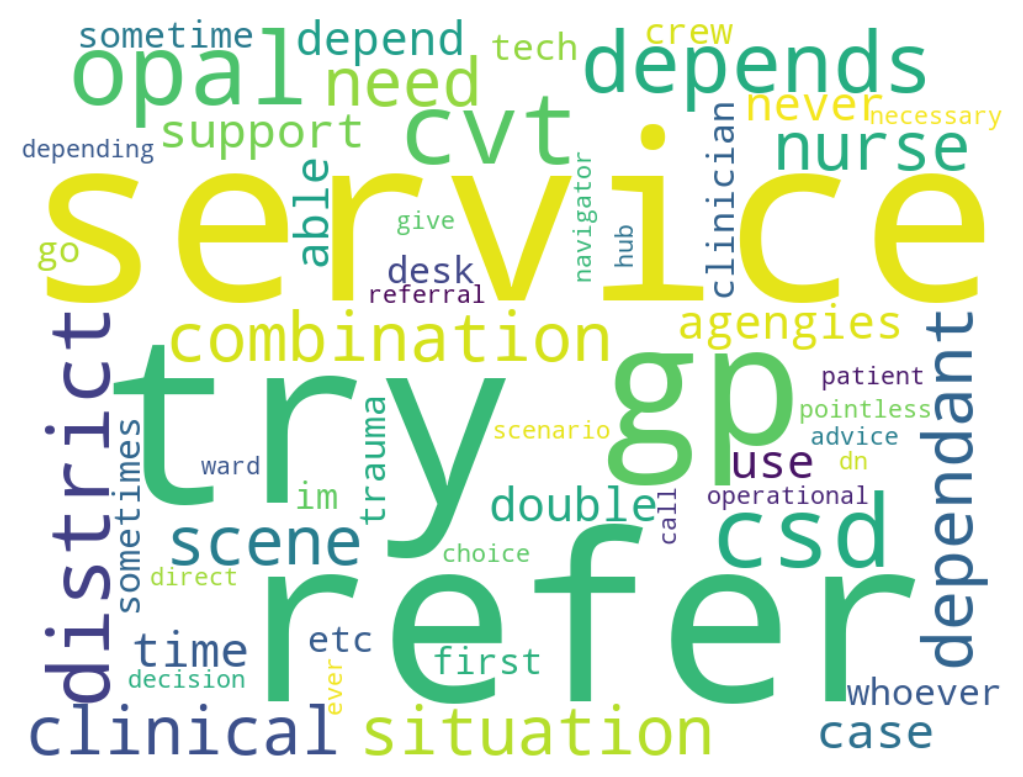 sometime
opal
depend
need
tech
crew
depends
never
necessary
depending
support
cvt
nurse
service
able
give
navigator
hub
clinician
go
desk
referral
combination
agengies
district
try
gp
dependant
patient
pointless
advice
dn
use
operational
scenario
trauma
sometimes
ward
im
double
call
csd
scene
choice
direct
refer
time
etc
first
decision
ever
whoever
clinical
situation
case